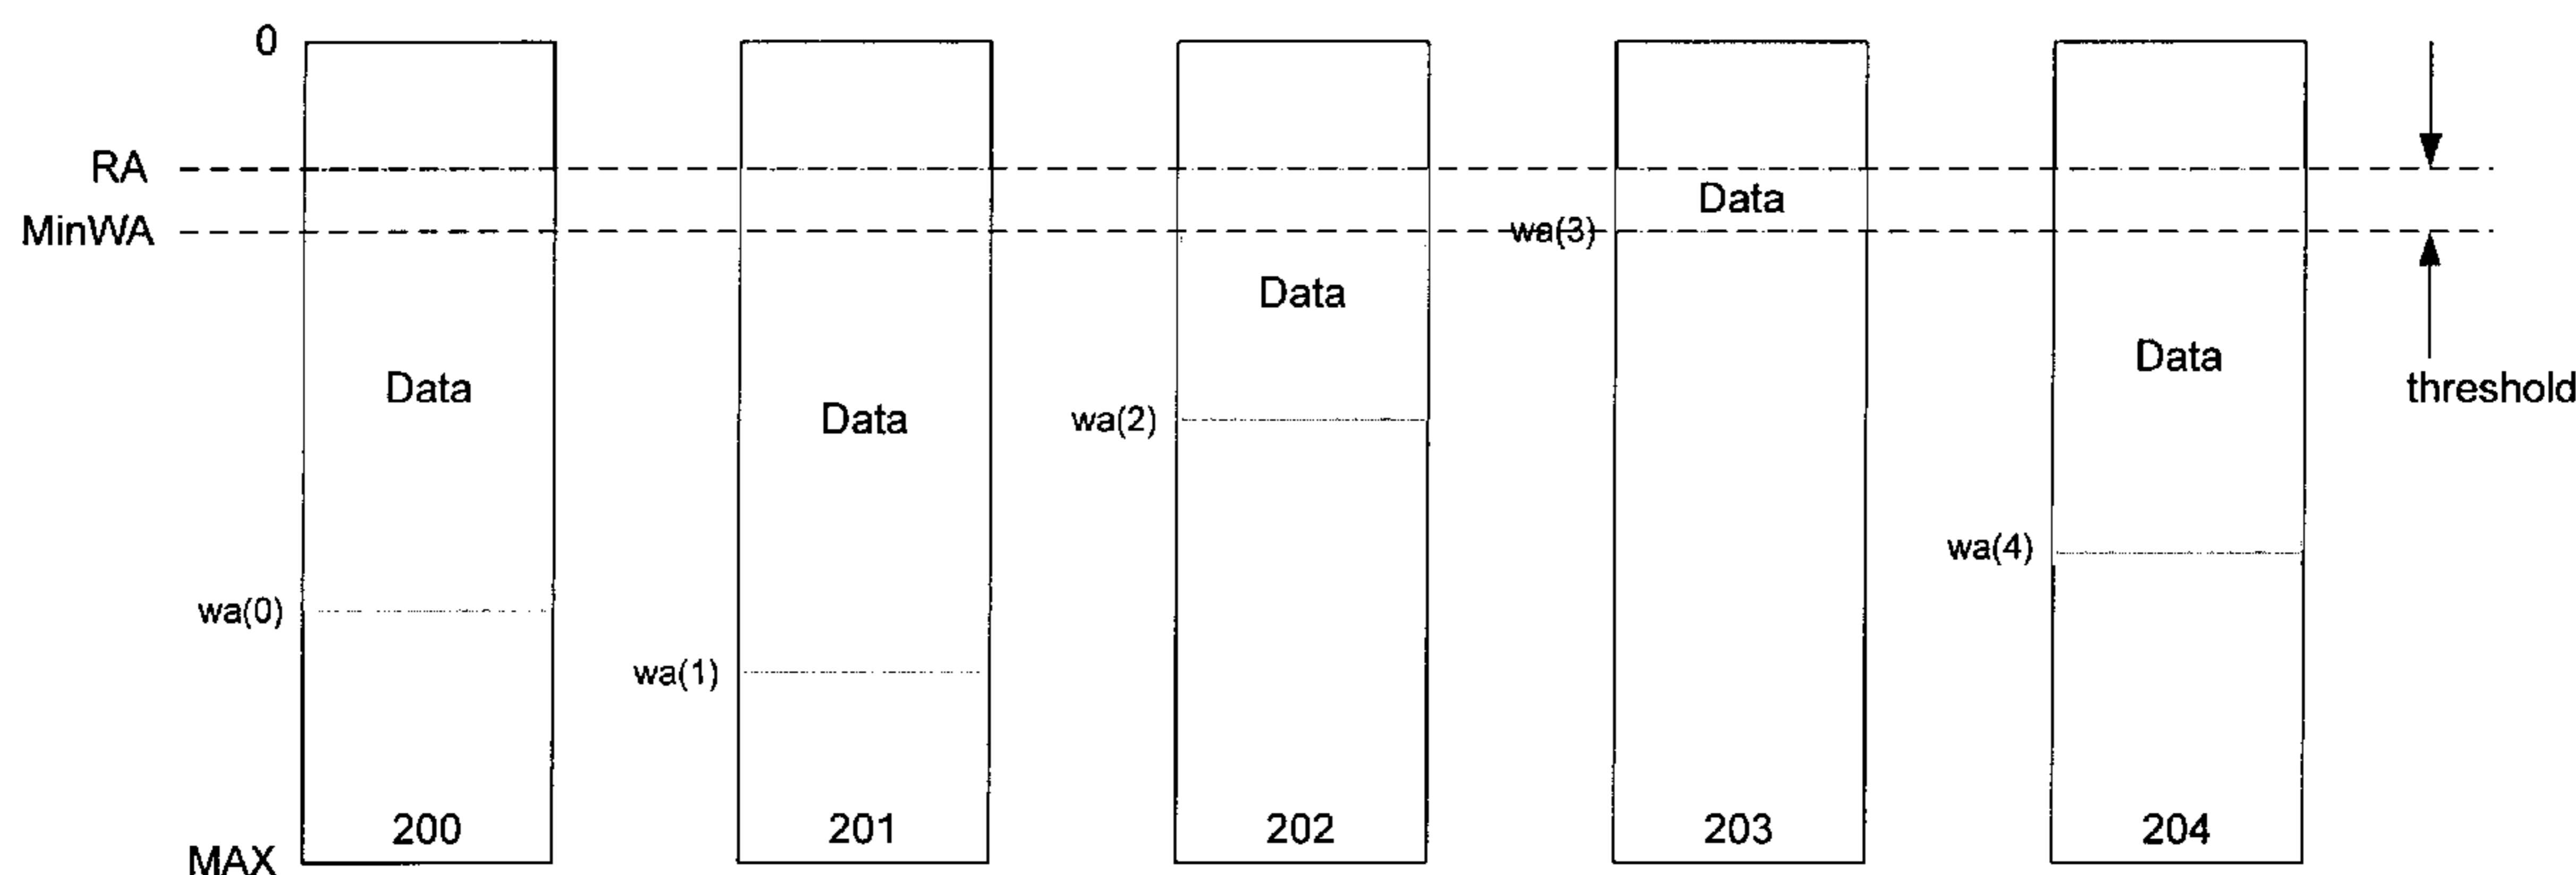 0
RA
MinWA
Data
wa(3)
Data
Data
Data
Data
threshold
wa(2)
wa(4)
wa(0)
wa(1)
200
201
202
203
204
MAX